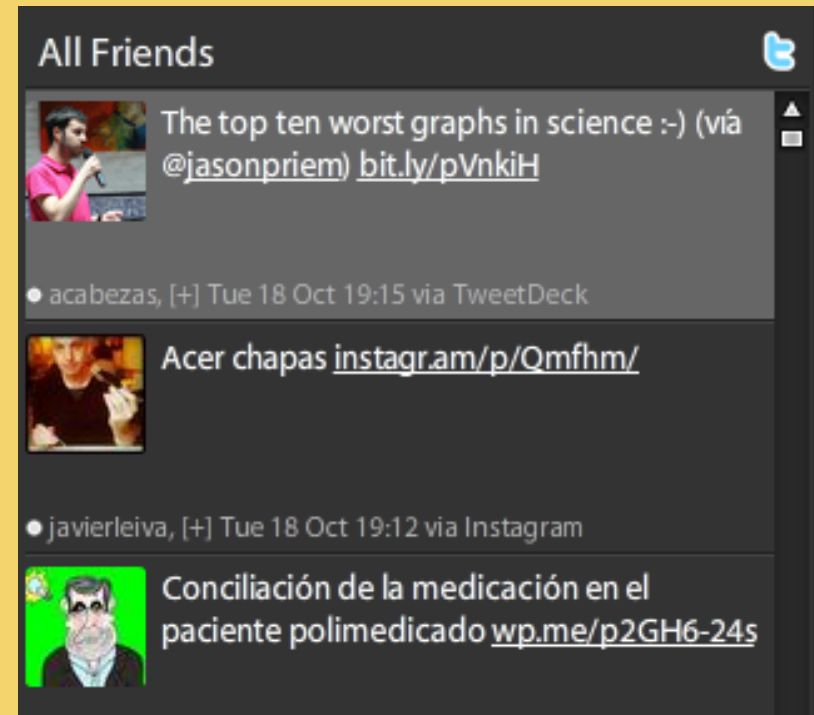 All Friends
The top ten worst graphs in science :-) (vía
@jasonpriem) bit.ly/pVnkiH
acabezas, [+] Tue 18 Oct 19:15 via TweetDeck
Acer chapas instagr.am/p/Qmfhm/
javierleiva, [+] Tue 18 Oct 19:12 via Instagram
Conciliación de la medicación en el
paciente polimedicado wp.me/p2GH6-24s